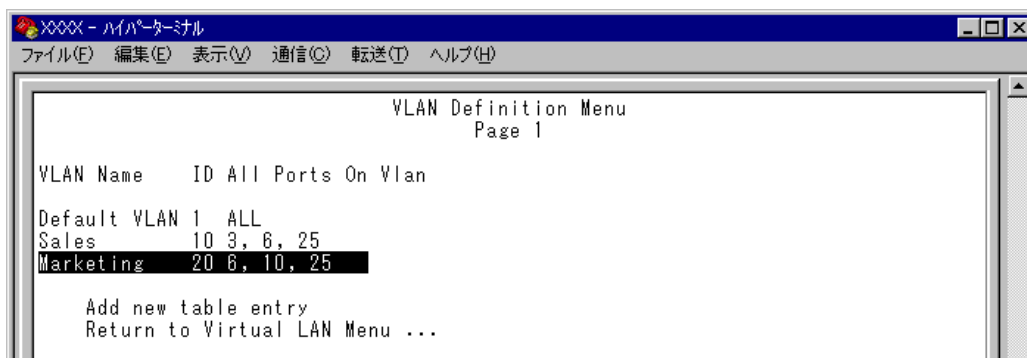 XXXX - ハイパーターミナル
ファイル(F) 編集(E) 表示(V) 通信(C) 転送(T) ヘルプ(H)
VLAN Definition Menu
Page 1
VLAN Name ID All Ports On Vlan
Default VLAN 1 ALL
Sales 10 3, 6, 25
Marketing 20 6, 10, 25
Add new table entry
Return to Virtual LAN Menu ...